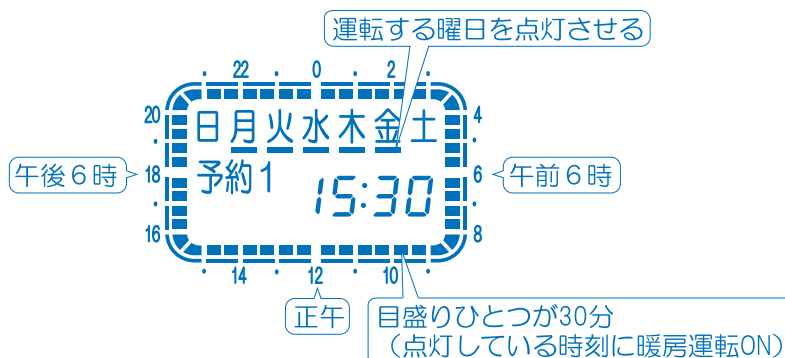 運転する曜日を点灯させる
22 0 2
20 4
日月火水木金土
午後6時 18 予約1 6 午前6時
15:30
16 8
14 12 10
正午
目盛りひとつが30分
（点灯している時刻に暖房運転ON）